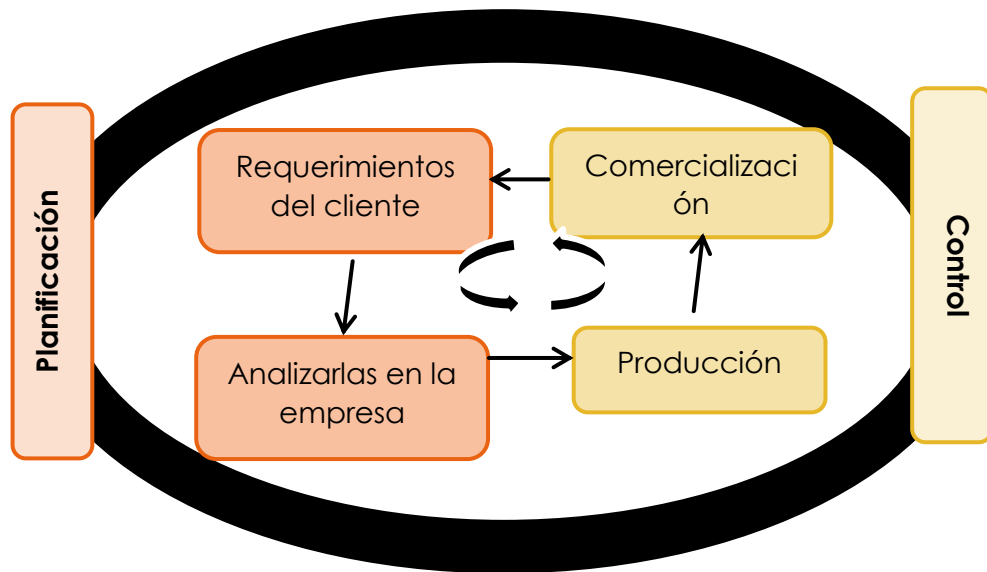 Planificación
Requerimientos
del cliente
Comercializaci
ón
Analizarlas en la
empresa
Producción
Control